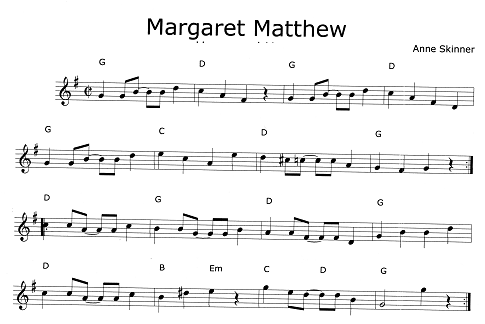 Margaret Matthew
Anne Skinner
G D G D
G C D G
D G D G
D B Em C D G